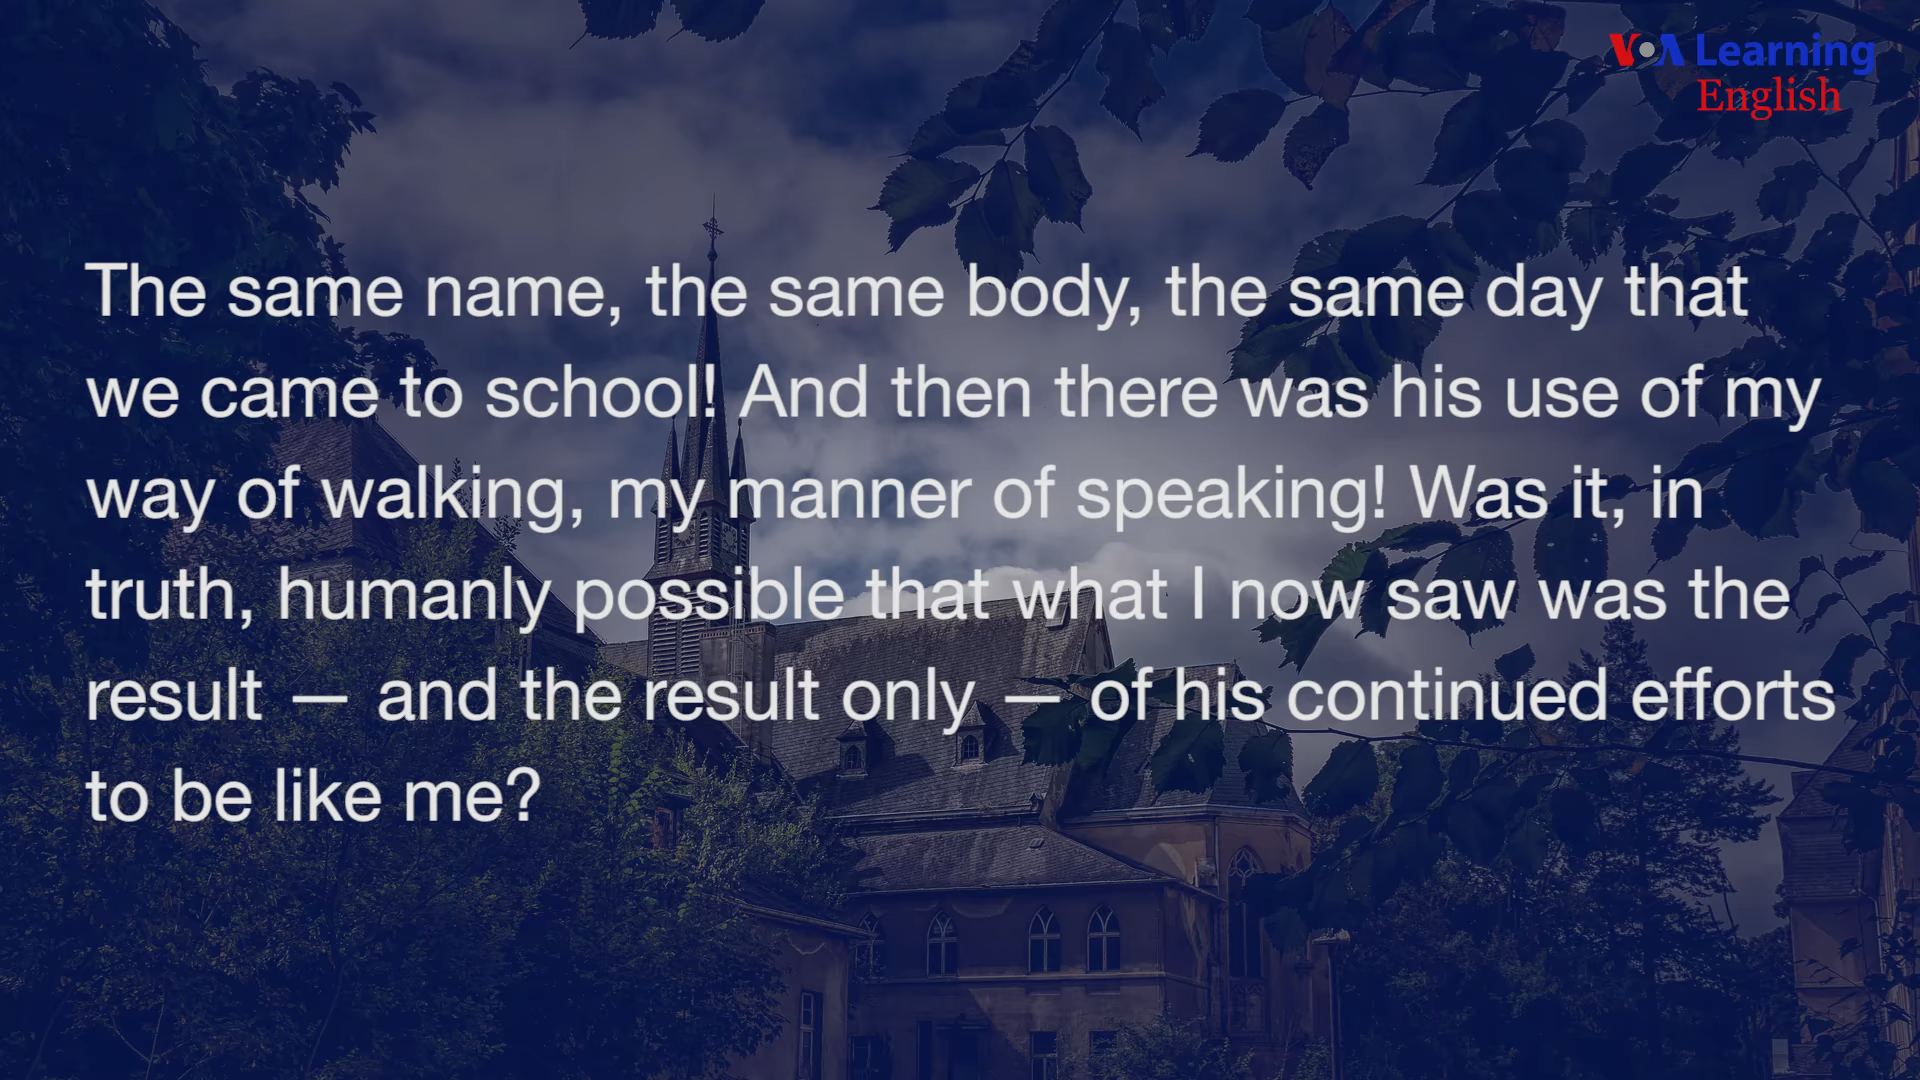 VOA Learning
English
The same name, the same body, the same day that
we came to school! And then there was his use of my
way of walking, my manner of speaking! Was it, in
truth, humanly possible that what I now saw was the
result — and the result only — of his continued efforts
to be like me?